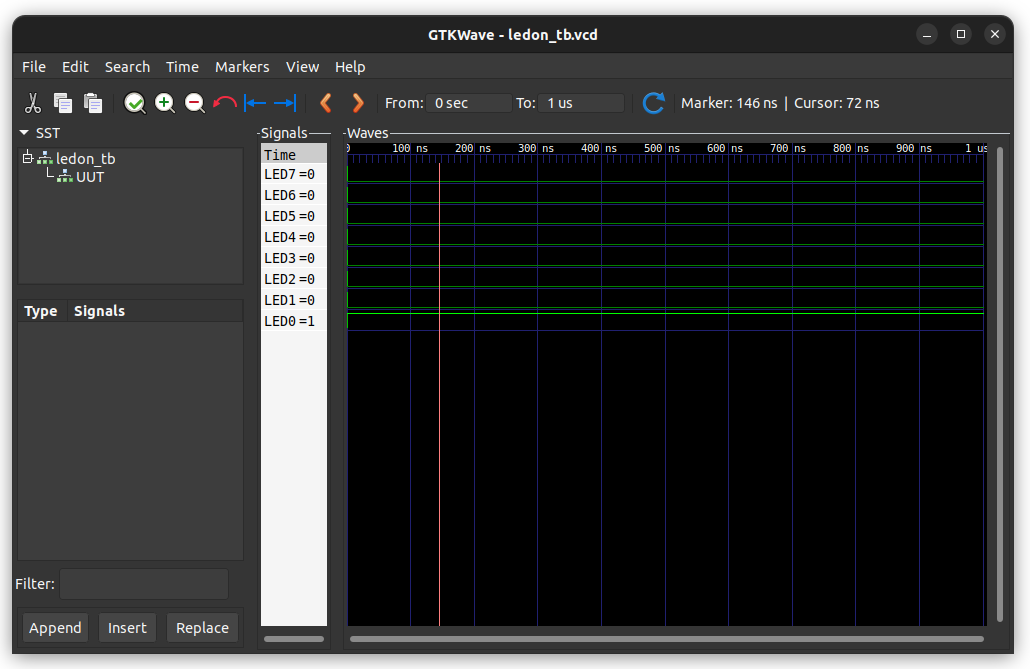 GTKWave - ledon_tb.vcd
File Edit Search Time Markers View Help
From: 0 sec To: 1 us Marker: 146 ns | Cursor: 72 ns
SST
ledon_tb
UUT
Type Signals
Filter:
Append Insert Replace
Signals
Time
LED7=0
LED6=0
LED5=0
LED4=0
LED3=0
LED2=0
LED1=0
LED0=1
Waves
0 100 ns 200 ns 300 ns 400 ns 500 ns 600 ns 700 ns 800 ns 900 ns 1 us